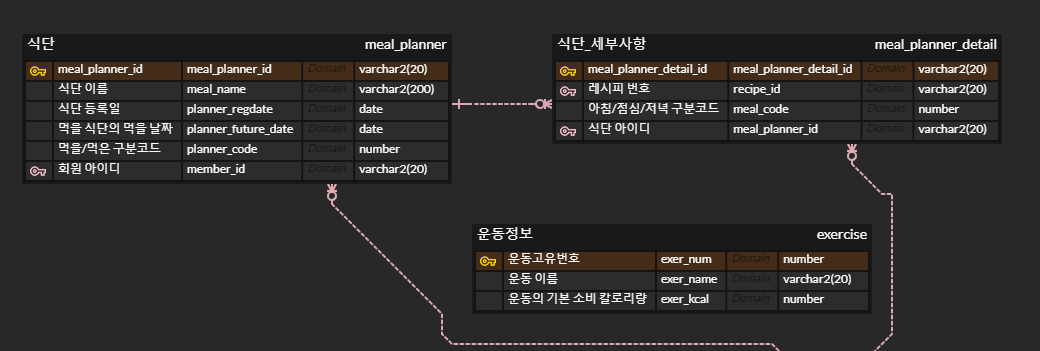 식단 meal_planner
meal_planner_id meal_planner_id Domain varchar2(20)
식단 이름 meal_name Domain varchar2(200)
식단 등록일 planner_regdate Domain date
먹을 식단의 먹을 날짜 planner_future_date Domain date
먹을/먹은 구분코드 planner_code Domain number
회원 아이디 member_id Domain varchar2(20)
식단_세부사항 meal_planner_detail
meal_planner_detail_id meal_planner_detail_id Domain varchar2(20)
레시피 번호 recipe_id Domain varchar2(20)
아침/점심/저녁 구분코드 meal_code Domain number
식단 아이디 meal_planner_id Domain varchar2(20)
운동정보 exercise
운동고유번호 exer_num Domain number
운동 이름 exer_name Domain varchar2(20)
운동의 기본 소비 칼로리량 exer_kcal Domain number